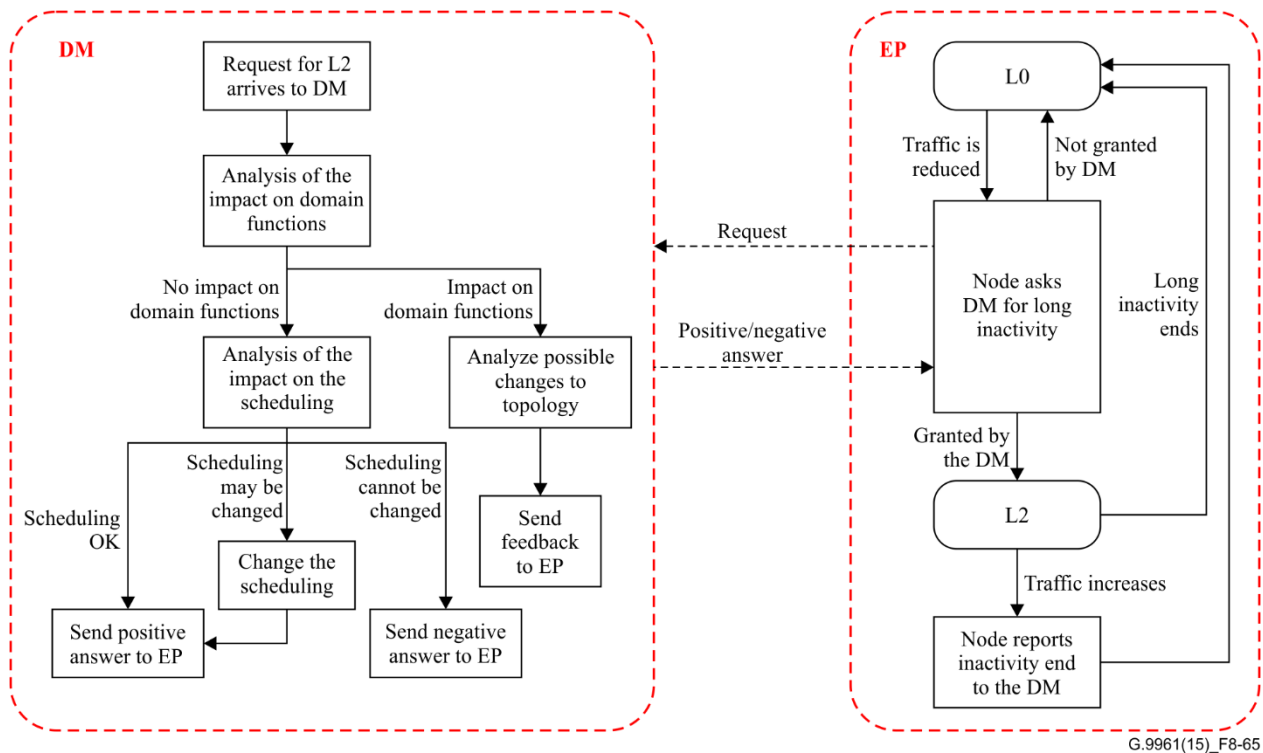 DM
Request for L2
arrives to DM
Analysis of the
impact on domain
functions
No impact on
domain functions
Impact on
domain functions
Analysis of the
impact on the
scheduling
Analyze possible
changes to
topology
Scheduling
OK
Scheduling
may be
changed
Scheduling
cannot be
changed
Change the
scheduling
Send
feedback
to EP
Send positive
answer to EP
Send negative
answer to EP
Request
Positive/negative
answer
EP
L0
Traffic is
reduced
Not granted
by DM
Node asks
DM for long
inactivity
Long
inactivity
ends
Granted by
the DM
L2
Traffic increases
Node reports
inactivity end
to the DM
G.9961(15)_F8-65